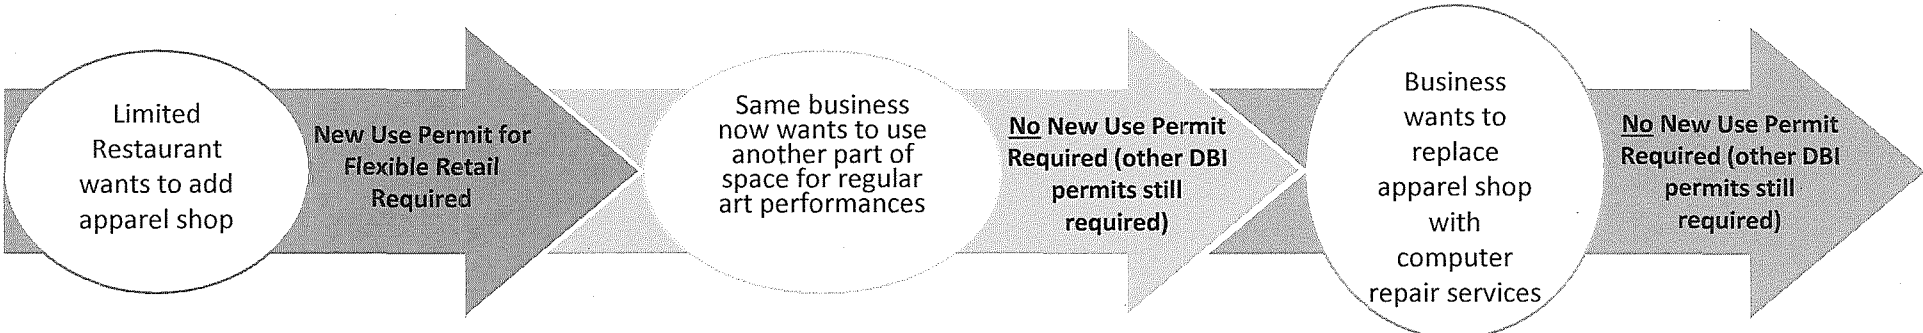 Limited
Restaurant
wants to add
apparel shop
New Use Permit for
Flexible Retail
Required
Same business
now wants to use
another part of
space for regular
art performances
No New Use Permit
Required (other DBI
permits still
required)
Business
wants to
replace
apparel shop
with
computer
repair services
No New Use Permit
Required (other DBI
permits still
required)